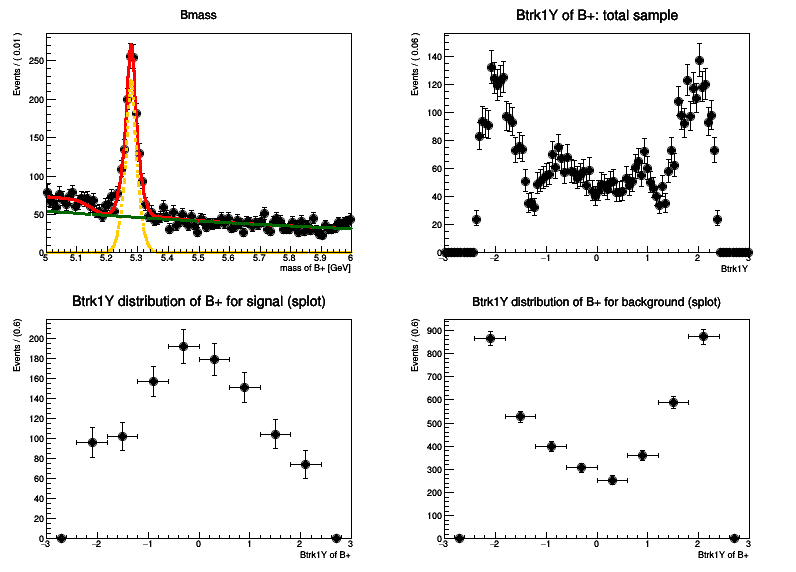 Bmass
Events / ( 0.01 )
250
200
150
100
50
0
5 5.1 5.2 5.3 5.4 5.5 5.6 5.7 5.8 5.9 6
mass of B+ [GeV]
Btrk1Y of B+: total sample
Events / ( 0.06 )
140
120
100
80
60
40
20
0
−3 −2 −1 0 1 2 3
Btrk1Y
Btrk1Y distribution of B+ for signal (splot)
Events / (0.6)
200
180
160
140
120
100
80
60
40
20
0
−3 −2 −1 0 1 2 3
Btrk1Y of B+
Btrk1Y distribution of B+ for background (splot)
Events / (0.6)
900
800
700
600
500
400
300
200
100
0
−3 −2 −1 0 1 2 3
Btrk1Y of B+